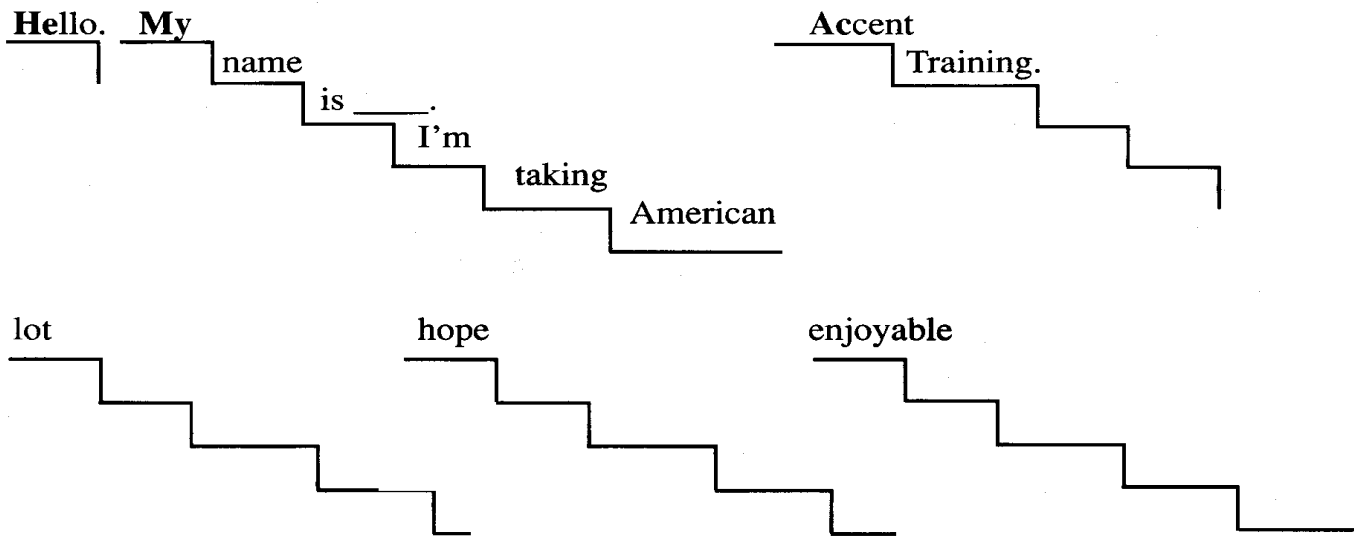 Hello. My
name
is ____.
I'm
taking
American
Accent
Training.
lot
hope
enjoyable